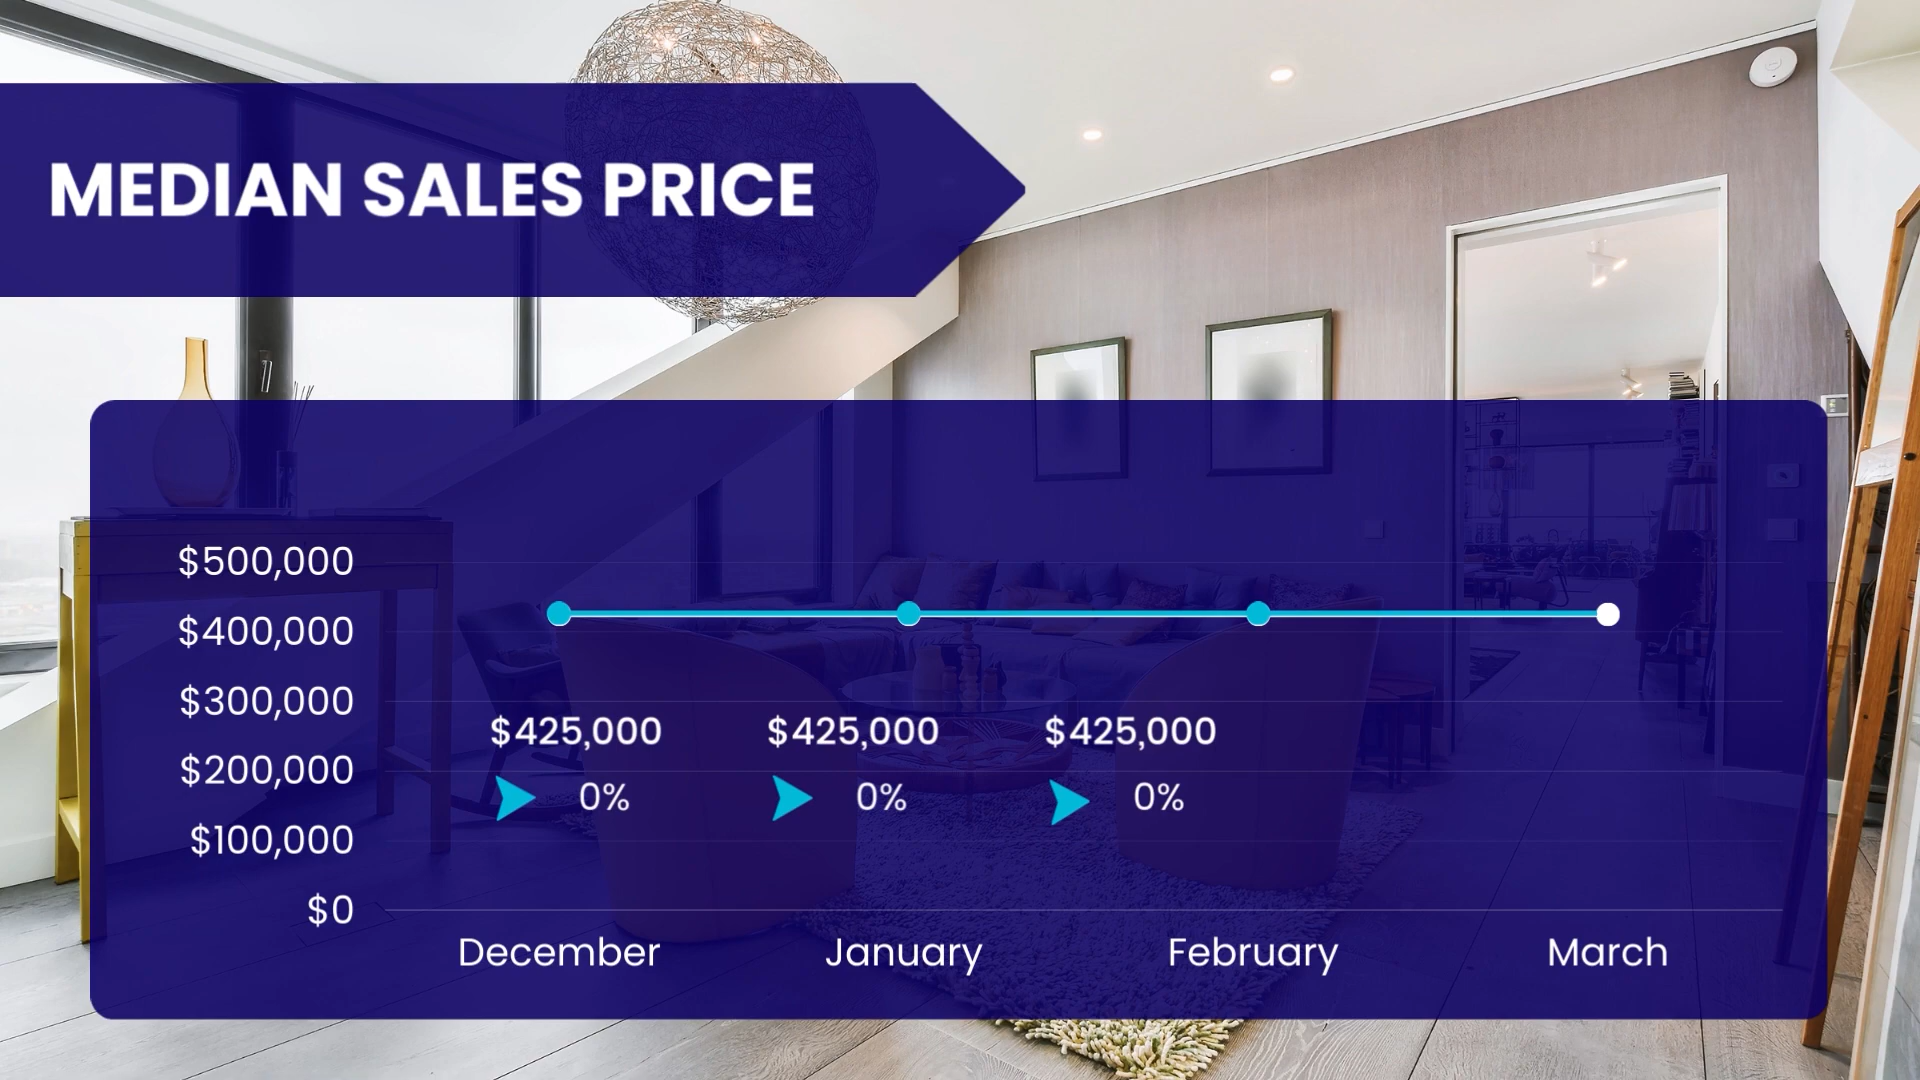 MEDIAN SALES PRICE
$500,000
$400,000
$300,000
$425,000 $425,000 $425,000
$200,000
0% 0% 0%
$100,000
$0
December January February March